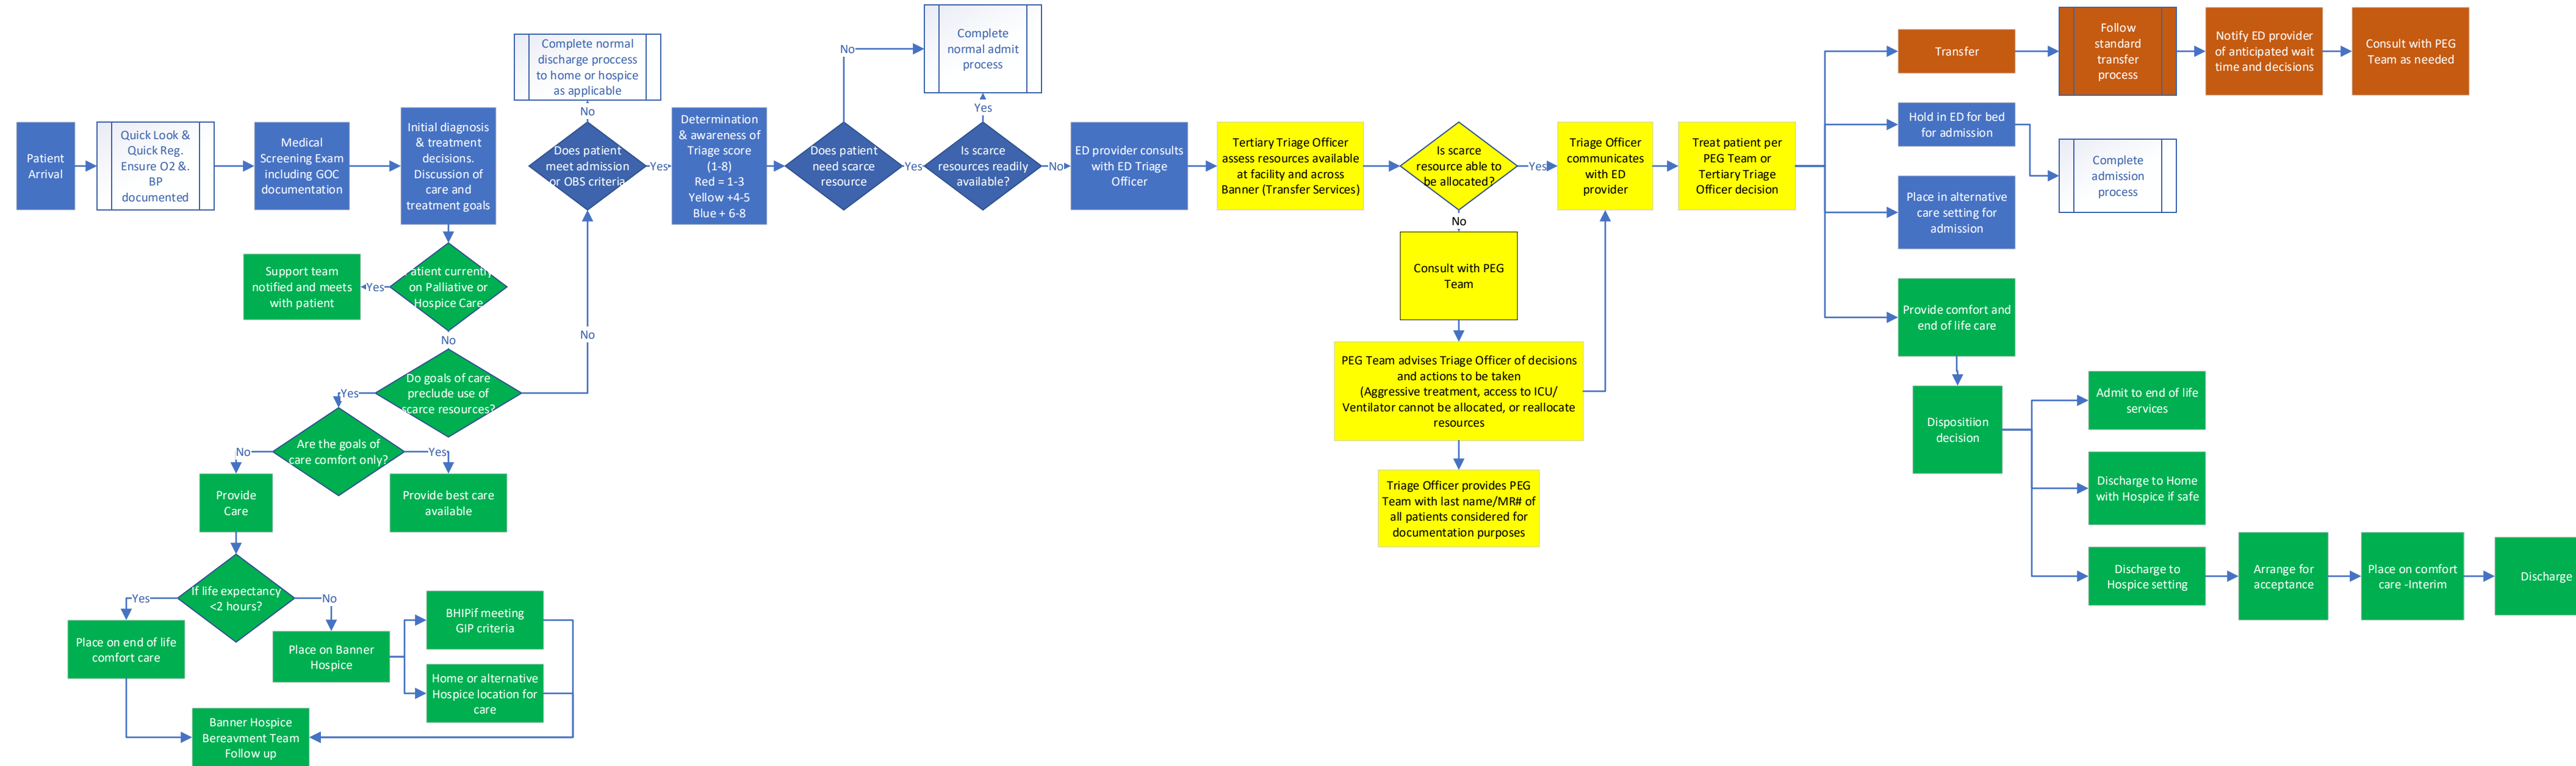 Patient
Arrival
Quick Look &
Quick Reg.
Ensure O2 &.
BP
documented
Medical
Screening Exam
including GOC
documentation
Initial diagnosis
& treatment
decisions.
Discussion of
care and
treatment goals
Complete normal
discharge proccess
to home or hospice
as applicable
No
Does patient
meet admission
or OBS criteria
Yes
Determination
& awareness of
Triage score
(1-8)
Red = 1-3
Yellow +4-5
Blue + 6-8
Does patient
need scarce
resource
No
Yes
Complete
normal admit
process
Yes
Is scarce
resources readily
available?
No
ED provider consults
with ED Triage
Officer
Tertiary Triage Officer
assess resources available
at facility and across
Banner (Transfer Services)
Is scarce
resource able to
be allocated?
Yes
No
Triage Officer
communicates
with ED
provider
Treat patient per
PEG Team or
Tertiary Triage
Officer decision
Consult with PEG
Team
PEG Team advises Triage Officer of decisions
and actions to be taken
(Aggressive treatment, access to ICU/
Ventilator cannot be allocated, or reallocate
resources
Triage Officer provides PEG
Team with last name/MR# of
all patients considered for
documentation purposes
Transfer
Follow
standard
transfer
process
Notify ED provider
of anticipated wait
time and decisions
Consult with PEG
Team as needed
Hold in ED for bed
for admission
Complete
admission
process
Place in alternative
care setting for
admission
Provide comfort and
end of life care
Dispositiion
decision
Admit to end of life
services
Discharge to Home
with Hospice if safe
Discharge to
Hospice setting
Arrange for
acceptance
Place on comfort
care -Interim
Discharge
Support team
notified and meets
with patient
Yes
atient currently
on Palliative or
Hospice Care
No
Do goals of care
preclude use of
scarce resources?
No
Yes
Are the goals of
care comfort only?
No
Yes
Provide
Care
Provide best care
available
If life expectancy
<2 hours?
Yes
No
Place on end of life
comfort care
Place on Banner
Hospice
BHIPif meeting
GIP criteria
Home or alternative
Hospice location for
care
Banner Hospice
Bereavment Team
Follow up